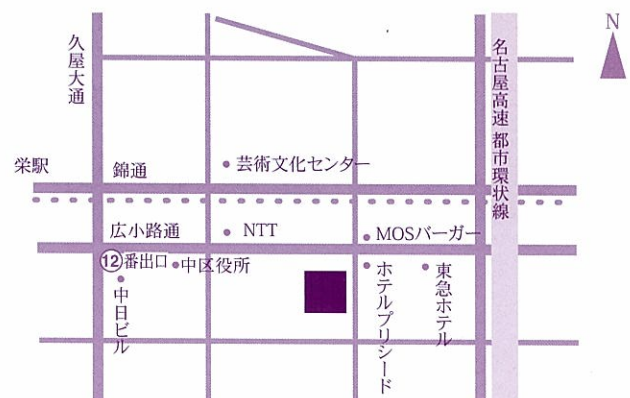 N
久屋大通
名古屋高速 都市環状線
栄駅
錦通
芸術文化センター
広小路通
NTT
MOSバーガー
⑫番出口
中区役所
中日ビル
ホテルプリシード
東急ホテル